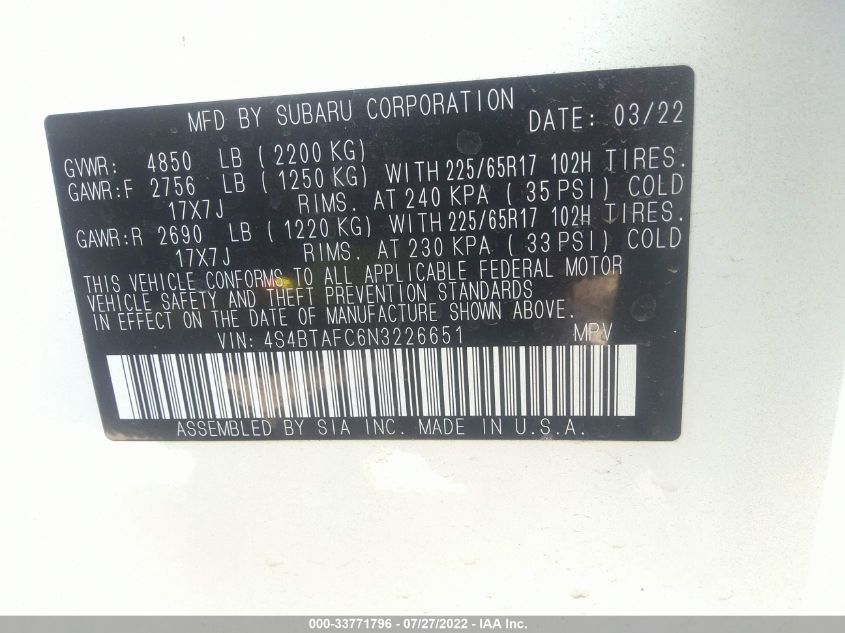 MFD BY SUBARU CORPORATION DATE: 03/22
GVWR: 4850 LB (2200 KG)
GAWR:F 2756 LB (1250 KG) WITH 225/65R17 102H TIRES.
17X7J RIMS. AT 240 KPA (35 PSI) COLD
GAWR:R 2690 LB (1220 KG) WITH 225/65R17 102H TIRES.
17X7J RIMS. AT 230 KPA (33 PSI) COLD
THIS VEHICLE CONFORMS TO ALL APPLICABLE FEDERAL MOTOR
VEHICLE SAFETY AND THEFT PREVENTION STANDARDS
IN EFFECT ON THE DATE OF MANUFACTURE SHOWN ABOVE.
VIN: 4S4BTAFC6N3226651 MPV
ASSEMBLED BY SIA INC. MADE IN U.S.A.
000-33771796 - 07/27/2022 - IAA Inc.